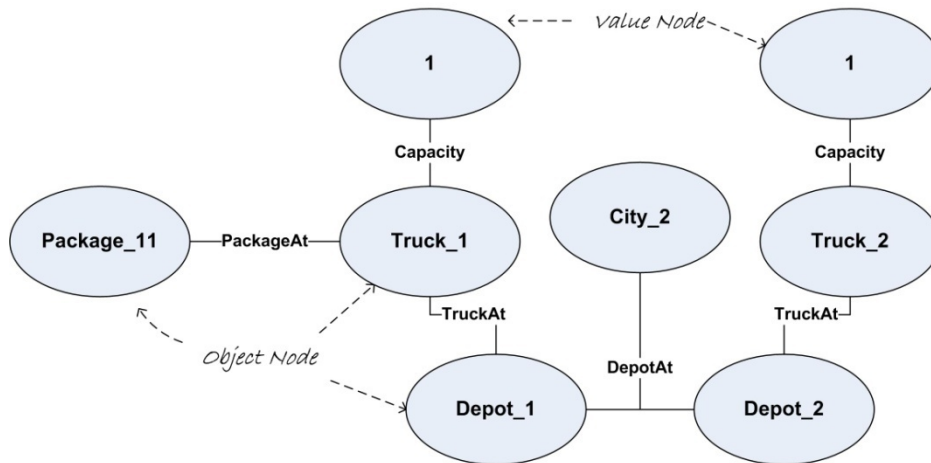 Value Node
1
1
Capacity
Capacity
City_2
Package_11
PackageAt
Truck_1
Truck_2
TruckAt
TruckAt
Object Node
DepotAt
Depot_1
Depot_2